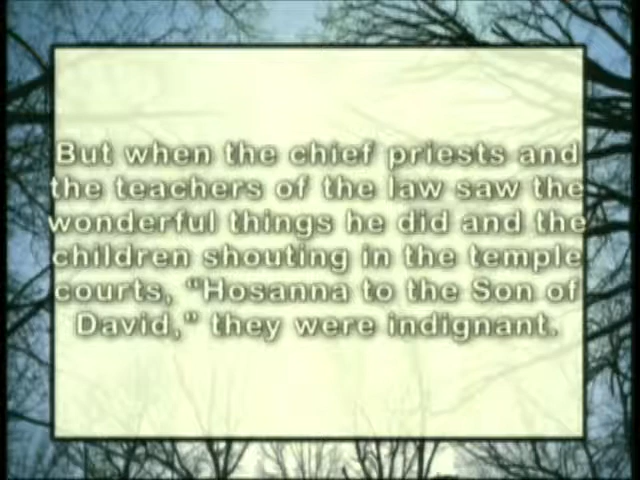 But when the chief priests and
the teachers of the law saw the
wonderful things he did and the
children shouting in the temple
courts, "Hosanna to the Son of
David," they were indignant.